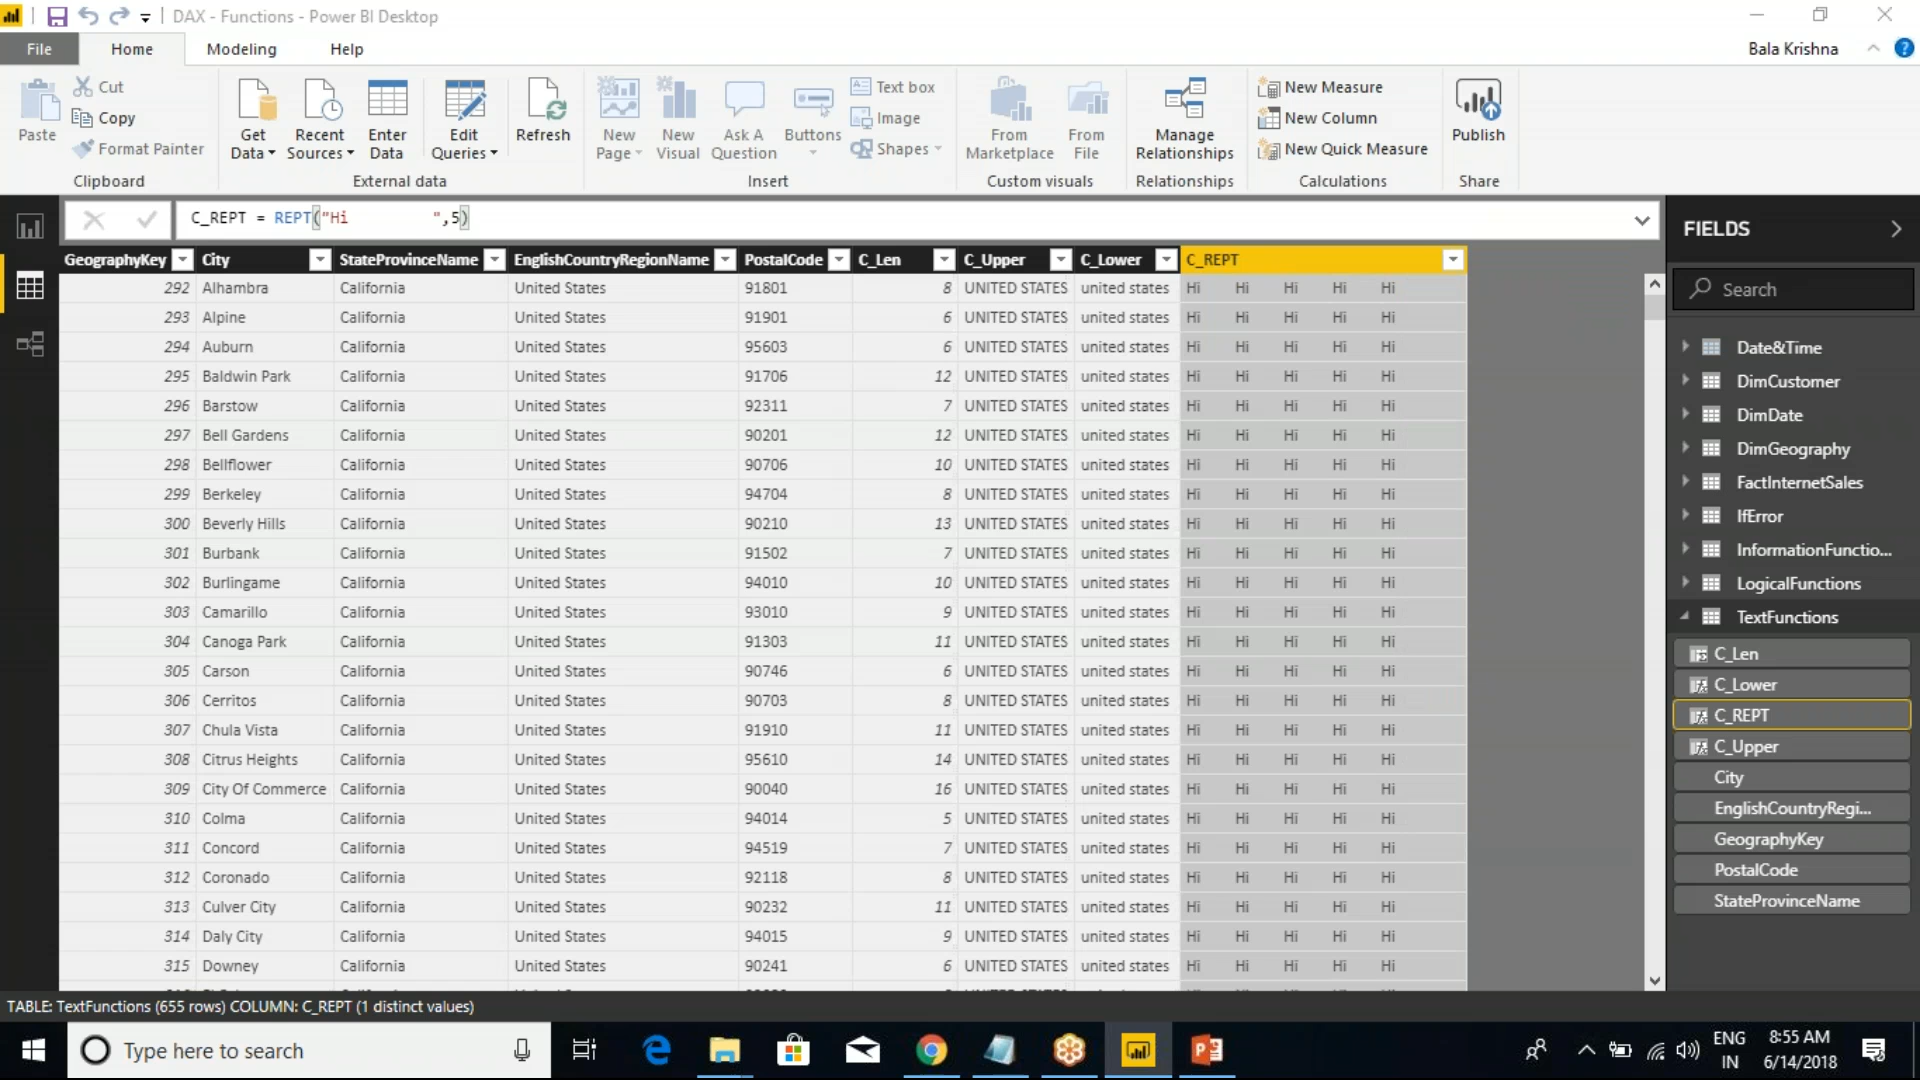 DAX - Functions - Power BI Desktop
File Home Modeling Help Bala Krishna
Paste Cut Copy Format Painter
Get Data Recent Sources Enter Data Edit Queries Refresh
New Page New Visual Ask A Question Buttons Text box Image Shapes
From Marketplace From File
Manage Relationships
New Measure New Column New Quick Measure
Publish
Clipboard External data Insert Custom visuals Relationships Calculations Share
C_REPT = REPT("Hi          ",5)
GeographyKey City StateProvinceName EnglishCountryRegionName PostalCode C_Len C_Upper C_Lower C_REPT
292 Alhambra California United States 91801 8 UNITED STATES united states Hi Hi Hi Hi Hi
293 Alpine California United States 91901 6 UNITED STATES united states Hi Hi Hi Hi Hi
294 Auburn California United States 95603 6 UNITED STATES united states Hi Hi Hi Hi Hi
295 Baldwin Park California United States 91706 12 UNITED STATES united states Hi Hi Hi Hi Hi
296 Barstow California United States 92311 7 UNITED STATES united states Hi Hi Hi Hi Hi
297 Bell Gardens California United States 90201 12 UNITED STATES united states Hi Hi Hi Hi Hi
298 Bellflower California United States 90706 10 UNITED STATES united states Hi Hi Hi Hi Hi
299 Berkeley California United States 94704 8 UNITED STATES united states Hi Hi Hi Hi Hi
300 Beverly Hills California United States 90210 13 UNITED STATES united states Hi Hi Hi Hi Hi
301 Burbank California United States 91502 7 UNITED STATES united states Hi Hi Hi Hi Hi
302 Burlingame California United States 94010 10 UNITED STATES united states Hi Hi Hi Hi Hi
303 Camarillo California United States 93010 9 UNITED STATES united states Hi Hi Hi Hi Hi
304 Canoga Park California United States 91303 11 UNITED STATES united states Hi Hi Hi Hi Hi
305 Carson California United States 90746 6 UNITED STATES united states Hi Hi Hi Hi Hi
306 Cerritos California United States 90703 8 UNITED STATES united states Hi Hi Hi Hi Hi
307 Chula Vista California United States 91910 11 UNITED STATES united states Hi Hi Hi Hi Hi
308 Citrus Heights California United States 95610 14 UNITED STATES united states Hi Hi Hi Hi Hi
309 City Of Commerce California United States 90040 16 UNITED STATES united states Hi Hi Hi Hi Hi
310 Colma California United States 94014 5 UNITED STATES united states Hi Hi Hi Hi Hi
311 Concord California United States 94519 7 UNITED STATES united states Hi Hi Hi Hi Hi
312 Coronado California United States 92118 8 UNITED STATES united states Hi Hi Hi Hi Hi
313 Culver City California United States 90232 11 UNITED STATES united states Hi Hi Hi Hi Hi
314 Daly City California United States 94015 9 UNITED STATES united states Hi Hi Hi Hi Hi
315 Downey California United States 90241 6 UNITED STATES united states Hi Hi Hi Hi Hi
FIELDS
Search
Date&Time
DimCustomer
DimDate
DimGeography
FactInternetSales
IfError
InformationFunctio...
LogicalFunctions
TextFunctions
C_Len
C_Lower
C_REPT
C_Upper
City
EnglishCountryRegi...
GeographyKey
PostalCode
StateProvinceName
TABLE: TextFunctions (655 rows) COLUMN: C_REPT (1 distinct values)
Type here to search
ENG IN
8:55 AM
6/14/2018